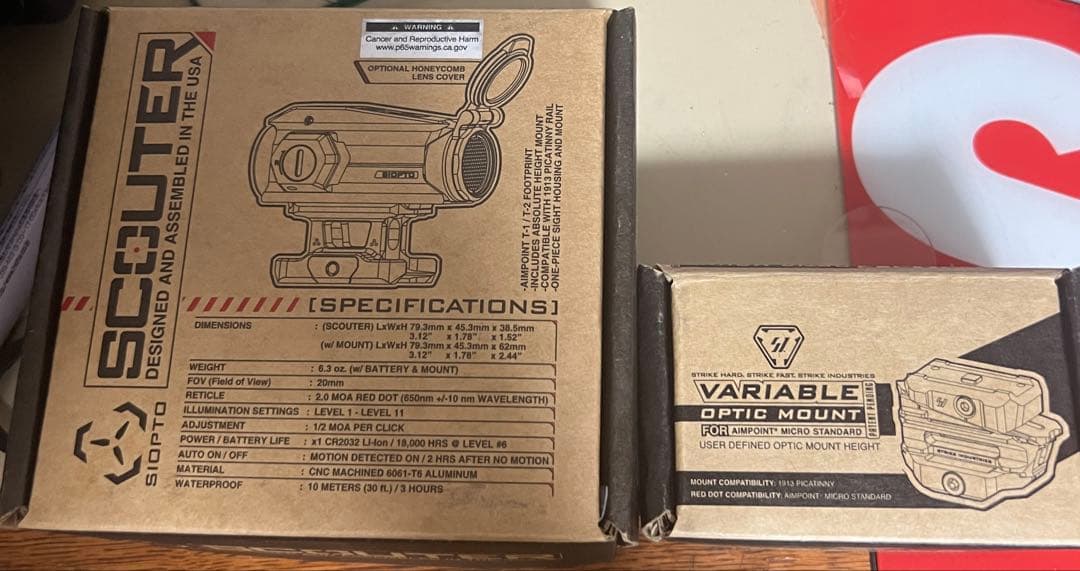 WARNING
Cancer and Reproductive Harm
www.p65warnings.ca.gov
OPTIONAL HONEYCOMB
LENS COVER
SCOUTER
DESIGNED AND ASSEMBLED IN THE USA
SIOPTO
-AIMPOINT T-1 / T-2 FOOTPRINT
-INCLUDES ABSOLUTE HEIGHT MOUNT
-COMPATIBLE WITH 1913 PICATINNY RAIL
-ONE-PIECE SIGHT HOUSING AND MOUNT
[SPECIFICATIONS]
DIMENSIONS : (SCOUTER) LxWxH 79.3mm x 45.3mm x 38.5mm
3.12" x 1.78" x 1.52"
(w/ MOUNT) LxWxH 79.3mm x 45.3mm x 62mm
3.12" x 1.78" x 2.44"
WEIGHT : 6.3 oz. (w/ BATTERY & MOUNT)
FOV (Field of View) : 20mm
RETICLE : 2.0 MOA RED DOT (650nm +/-10 nm WAVELENGTH)
ILLUMINATION SETTINGS : LEVEL 1 - LEVEL 11
ADJUSTMENT : 1/2 MOA PER CLICK
POWER / BATTERY LIFE : x1 CR2032 LI-Ion / 18,000 HRS @ LEVEL #6
AUTO ON / OFF : MOTION DETECTED ON / 2 HRS AFTER NO MOTION
MATERIAL : CNC MACHINED 6061-T6 ALUMINUM
WATERPROOF : 10 METERS (30 ft.) / 3 HOURS
SIOPTO
STRIKE HARD. STRIKE FAST. STRIKE INDUSTRIES
VARIABLE
OPTIC MOUNT
FOR AIMPOINT® MICRO STANDARD
PATENT PENDING
USER DEFINED OPTIC MOUNT HEIGHT
STRIKE INDUSTRIES
MOUNT COMPATIBILITY: 1913 PICATINNY
RED DOT COMPATIBILITY: AIMPOINT® MICRO STANDARD